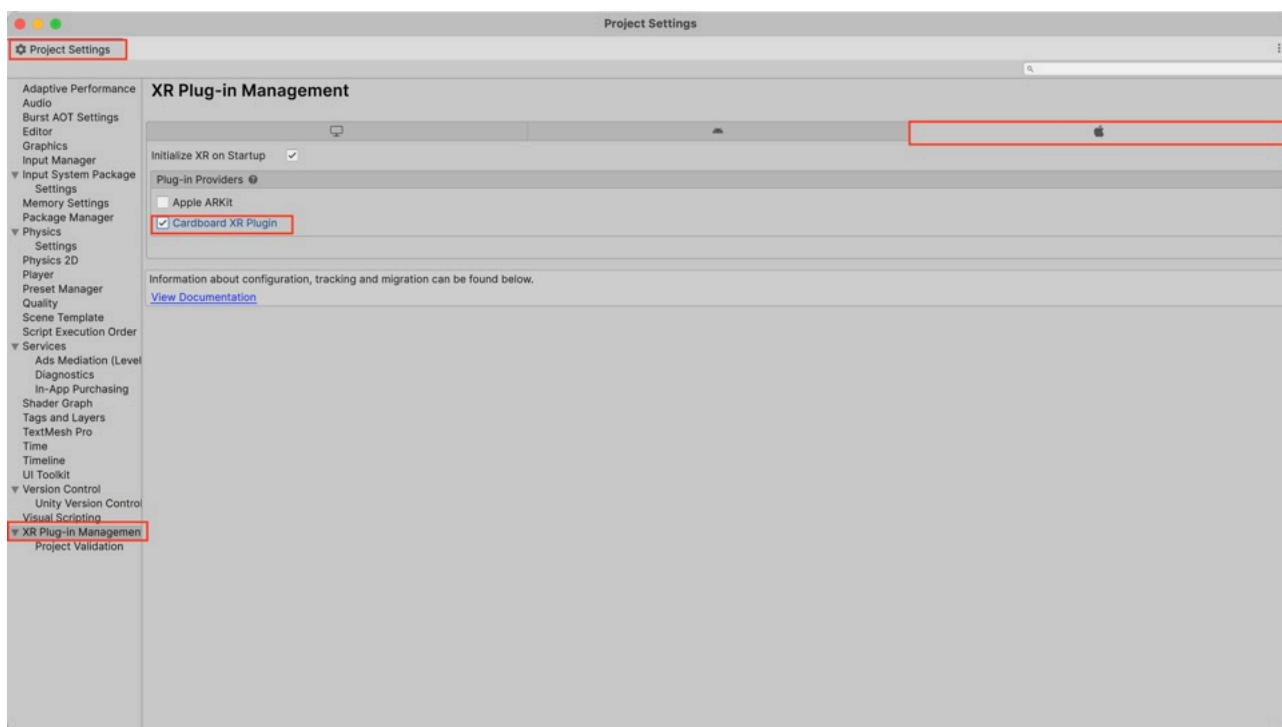 Project Settings
Project Settings
Adaptive Performance
Audio
Burst AOT Settings
Editor
Graphics
Input Manager
Input System Package
Settings
Memory Settings
Package Manager
Physics
Settings
Physics 2D
Player
Preset Manager
Quality
Scene Template
Script Execution Order
Services
Ads Mediation (Level
Diagnostics
In-App Purchasing
Shader Graph
Tags and Layers
TextMesh Pro
Time
Timeline
UI Toolkit
Version Control
Unity Version Control
Visual Scripting
XR Plug-in Managemen
Project Validation
XR Plug-in Management
Initialize XR on Startup
Plug-in Providers
Apple ARKit
Cardboard XR Plugin
Information about configuration, tracking and migration can be found below.
View Documentation